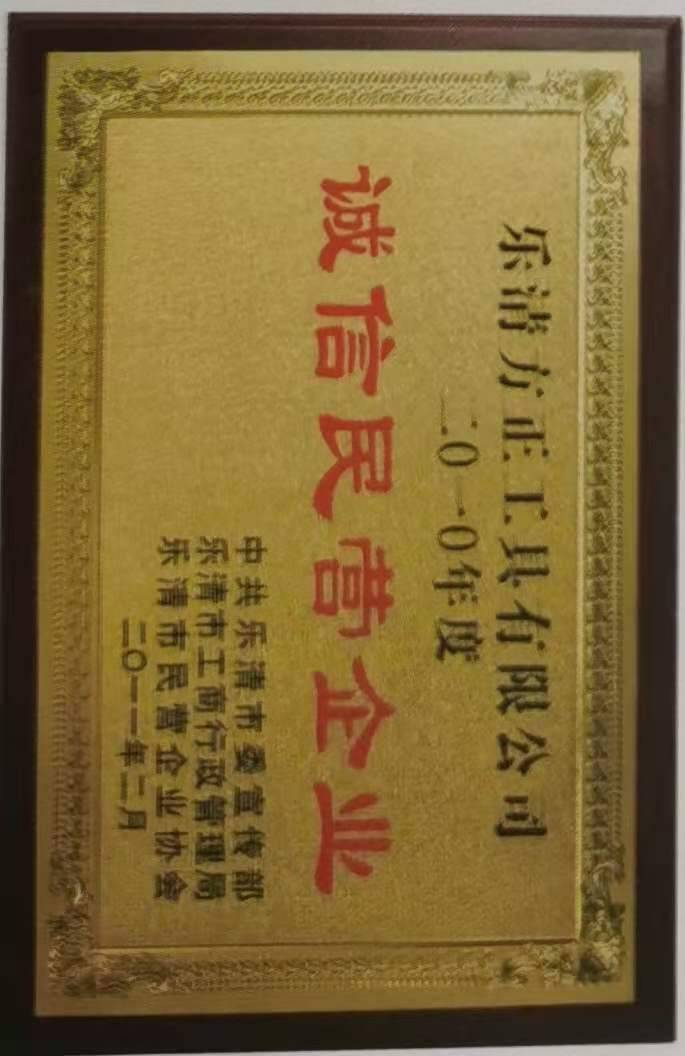 乐清方正工具有限公司
二〇一〇年度
诚信民营企业
中共乐清市委宣传部
乐清市工商行政管理局
乐清市民营企业协会
二〇一一年二月